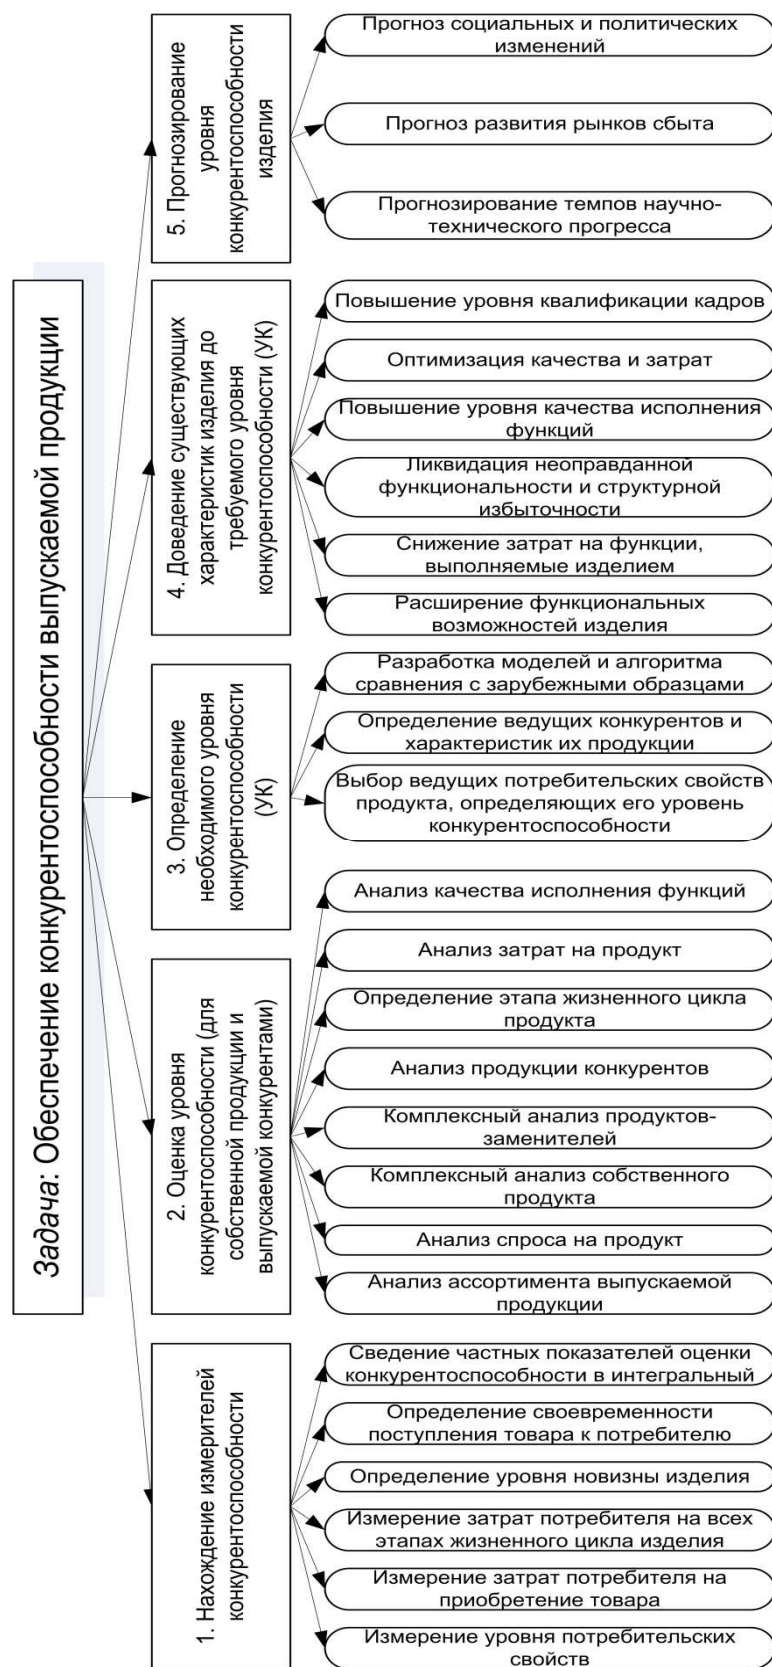 Задача: Обеспечение конкурентоспособности выпускаемой продукции
1. Нахождение измерителей
конкурентоспособности
Измерение уровня потребительских
свойств
Измерение затрат потребителя на
приобретение товара
Измерение затрат потребителя на всех
этапах жизненного цикла изделия
Определение уровня новизны изделия
Определение своевременности
поступления товара к потребителю
Сведение частных показателей оценки
конкурентоспособности в интегральный
2. Оценка уровня
конкурентоспособности (для
собственной продукции и
выпускаемой конкурентами)
Анализ ассортимента выпускаемой
продукции
Анализ спроса на продукт
Комплексный анализ собственного
продукта
Комплексный анализ продуктов-
заменителей
Анализ продукции конкурентов
Определение этапа жизненного цикла
продукта
Анализ затрат на продукт
Анализ качества исполнения функций
3. Определение
необходимого уровня
конкурентоспособности
(УК)
Выбор ведущих потребительских свойств
продукта, определяющих его уровень
конкурентоспособности
Определение ведущих конкурентов и
характеристик их продукции
Разработка моделей и алгоритма
сравнения с зарубежными образцами
4. Доведение существующих
характеристик изделия до
требуемого уровня
конкурентоспособности (УК)
Расширение функциональных
возможностей изделия
Снижение затрат на функции,
выполняемые изделием
Ликвидация неоправданной
функциональности и структурной
избыточности
Повышение уровня качества исполнения
функций
Оптимизация качества и затрат
Повышение уровня квалификации кадров
5. Прогнозирование
уровня
конкурентоспособности
изделия
Прогнозирование темпов научно-
технического прогресса
Прогноз развития рынков сбыта
Прогноз социальных и политических
изменений